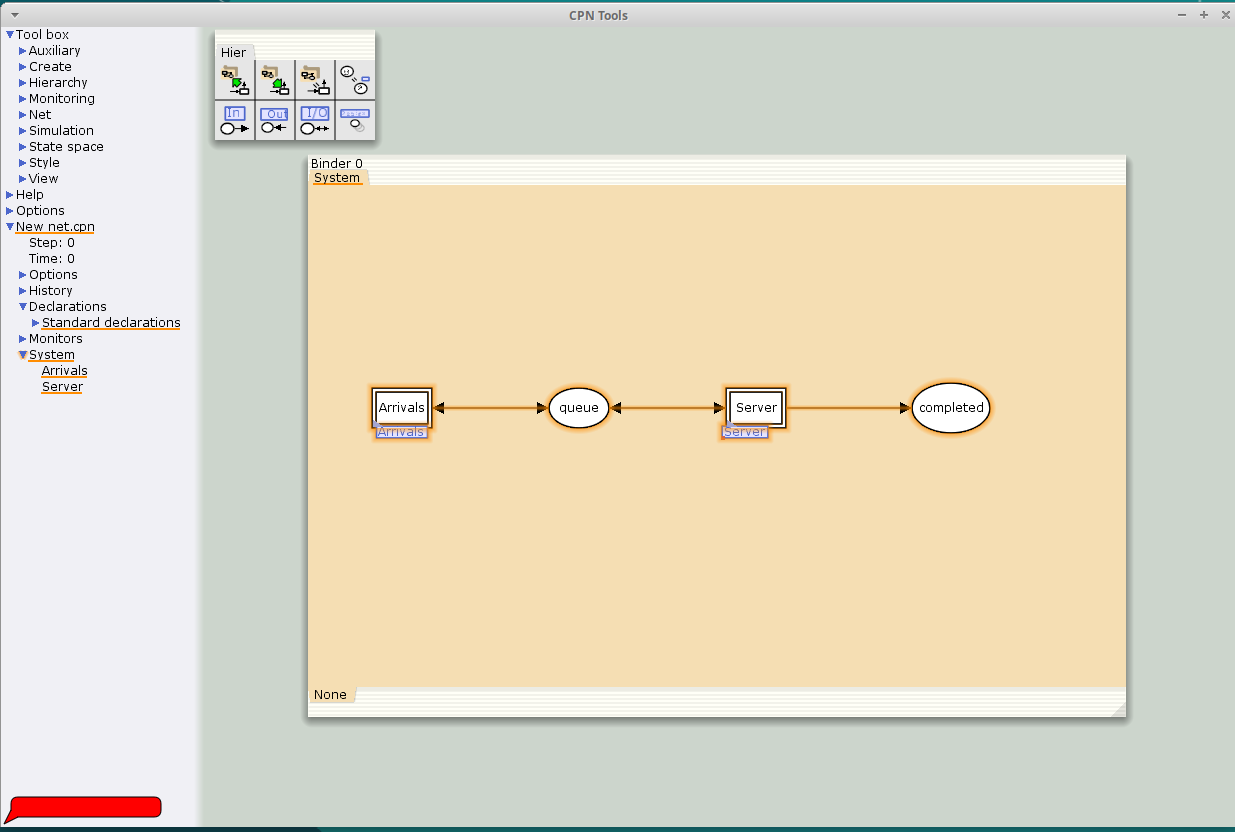 CPN Tools
Tool box
Auxiliary
Create
Hierarchy
Monitoring
Net
Simulation
State space
Style
View
Help
Options
New net.cpn
Step: 0
Time: 0
Options
History
Declarations
Standard declarations
Monitors
System
Arrivals
Server
Hier
In
Out
I/O
Binder 0
System
Arrivals
queue
Server
completed
Arrivals
Server
None